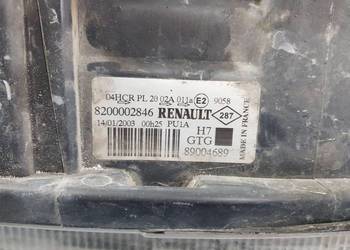 04HCR PL 20 02A 011a E2 9058
8200002846 RENAULT 287
14/01/2003 00h25 PU1A
H7
GTG
89004689
MADE IN FRANCE